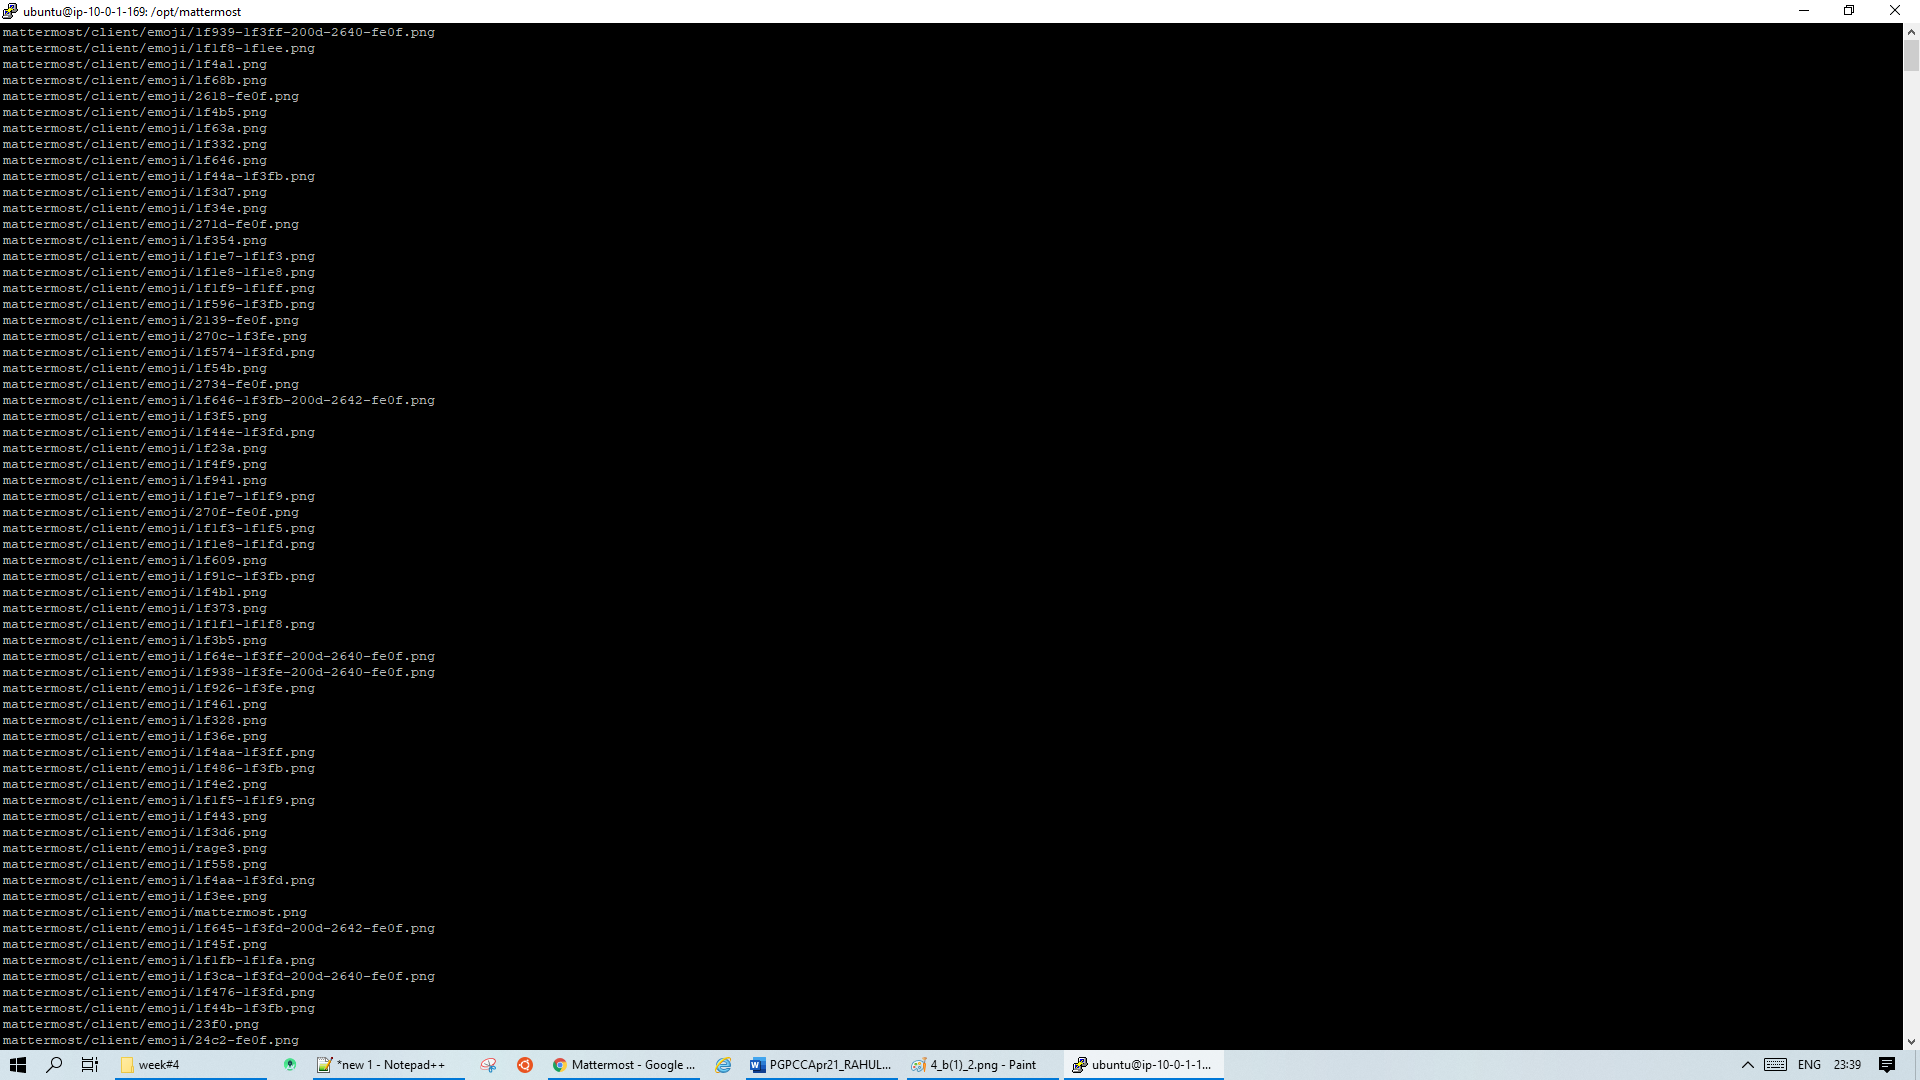 ubuntu@ip-10-0-1-169: /opt/mattermost
mattermost/client/emoji/1f939-1f3ff-200d-2640-fe0f.png
mattermost/client/emoji/1f1f8-1f1ee.png
mattermost/client/emoji/1f4a1.png
mattermost/client/emoji/1f68b.png
mattermost/client/emoji/2618-fe0f.png
mattermost/client/emoji/1f4b5.png
mattermost/client/emoji/1f63a.png
mattermost/client/emoji/1f332.png
mattermost/client/emoji/1f646.png
mattermost/client/emoji/1f44a-1f3fb.png
mattermost/client/emoji/1f3d7.png
mattermost/client/emoji/1f34e.png
mattermost/client/emoji/271d-fe0f.png
mattermost/client/emoji/1f354.png
mattermost/client/emoji/1f1e7-1f1f3.png
mattermost/client/emoji/1f1e8-1f1e8.png
mattermost/client/emoji/1f1f9-1f1ff.png
mattermost/client/emoji/1f596-1f3fb.png
mattermost/client/emoji/2139-fe0f.png
mattermost/client/emoji/270c-1f3fe.png
mattermost/client/emoji/1f574-1f3fd.png
mattermost/client/emoji/1f54b.png
mattermost/client/emoji/2734-fe0f.png
mattermost/client/emoji/1f646-1f3fb-200d-2642-fe0f.png
mattermost/client/emoji/1f3f5.png
mattermost/client/emoji/1f44e-1f3fd.png
mattermost/client/emoji/1f23a.png
mattermost/client/emoji/1f4f9.png
mattermost/client/emoji/1f941.png
mattermost/client/emoji/1f1e7-1f1f9.png
mattermost/client/emoji/270f-fe0f.png
mattermost/client/emoji/1f1f3-1f1f5.png
mattermost/client/emoji/1f1e8-1f1fd.png
mattermost/client/emoji/1f609.png
mattermost/client/emoji/1f91c-1f3fb.png
mattermost/client/emoji/1f4b1.png
mattermost/client/emoji/1f373.png
mattermost/client/emoji/1f1f1-1f1f8.png
mattermost/client/emoji/1f3b5.png
mattermost/client/emoji/1f64e-1f3ff-200d-2640-fe0f.png
mattermost/client/emoji/1f938-1f3fe-200d-2640-fe0f.png
mattermost/client/emoji/1f926-1f3fe.png
mattermost/client/emoji/1f461.png
mattermost/client/emoji/1f328.png
mattermost/client/emoji/1f36e.png
mattermost/client/emoji/1f4aa-1f3ff.png
mattermost/client/emoji/1f486-1f3fb.png
mattermost/client/emoji/1f4e2.png
mattermost/client/emoji/1f1f5-1f1f9.png
mattermost/client/emoji/1f443.png
mattermost/client/emoji/1f3d6.png
mattermost/client/emoji/rage3.png
mattermost/client/emoji/1f558.png
mattermost/client/emoji/1f4aa-1f3fd.png
mattermost/client/emoji/1f3ee.png
mattermost/client/emoji/mattermost.png
mattermost/client/emoji/1f645-1f3fd-200d-2642-fe0f.png
mattermost/client/emoji/1f45f.png
mattermost/client/emoji/1f1fb-1f1fa.png
mattermost/client/emoji/1f3ca-1f3fd-200d-2640-fe0f.png
mattermost/client/emoji/1f476-1f3fd.png
mattermost/client/emoji/1f44b-1f3fb.png
mattermost/client/emoji/23f0.png
mattermost/client/emoji/24c2-fe0f.png
week#4 *new 1 - Notepad++ Mattermost - Google ... PGPCCApr21_RAHUL... 4_b(1)_2.png - Paint ubuntu@ip-10-0-1-1... ENG 23:39